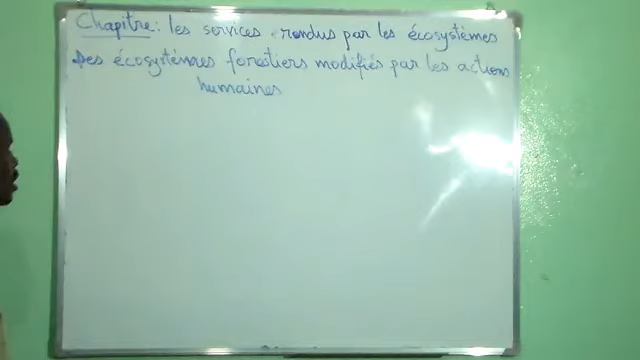 Chapitre: les services rendus par les écosystèmes
Des écosystèmes forestiers modifiés par les actions
humaines